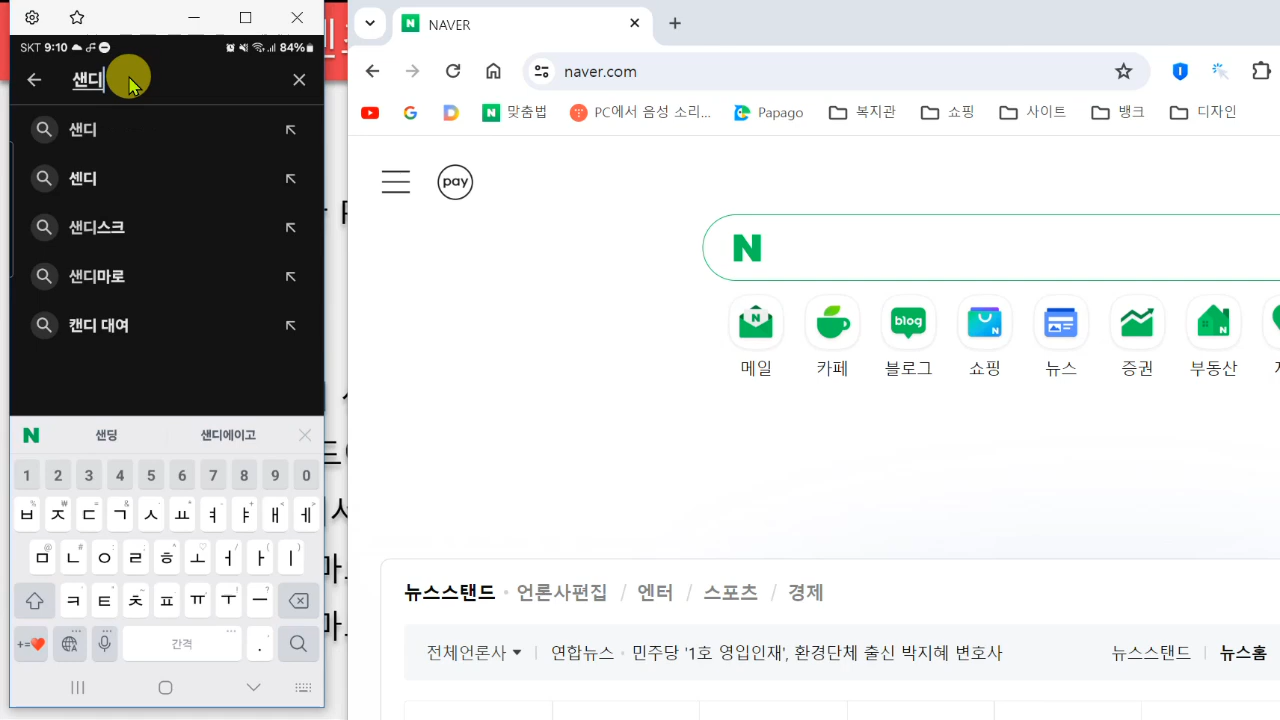 SKT 9:10 84%
샌디
샌디
센디
샌디스크
샌디마로
캔디 대여
샌딩 샌디에이고
1 2 3 4 5 6 7 8 9 0
ㅂ ㅈ ㄷ ㄱ ㅅ ㅛ ㅕ ㅑ ㅐ ㅔ
ㅁ ㄴ ㅇ ㄹ ㅎ ㅗ ㅓ ㅏ ㅣ
ㅋ ㅌ ㅊ ㅍ ㅠ ㅜ ㅡ
간격 .
NAVER
naver.com
맞춤법 PC에서 음성 소리... Papago 복지관 쇼핑 사이트 뱅크 디자인
pay
N
blog
메일 카페 블로그 쇼핑 뉴스 증권 부동산
뉴스스탠드 · 언론사편집 / 엔터 / 스포츠 / 경제
전체언론사 연합뉴스 · 민주당 '1호 영입인재', 환경단체 출신 박지혜 변호사 뉴스스탠드 뉴스홈